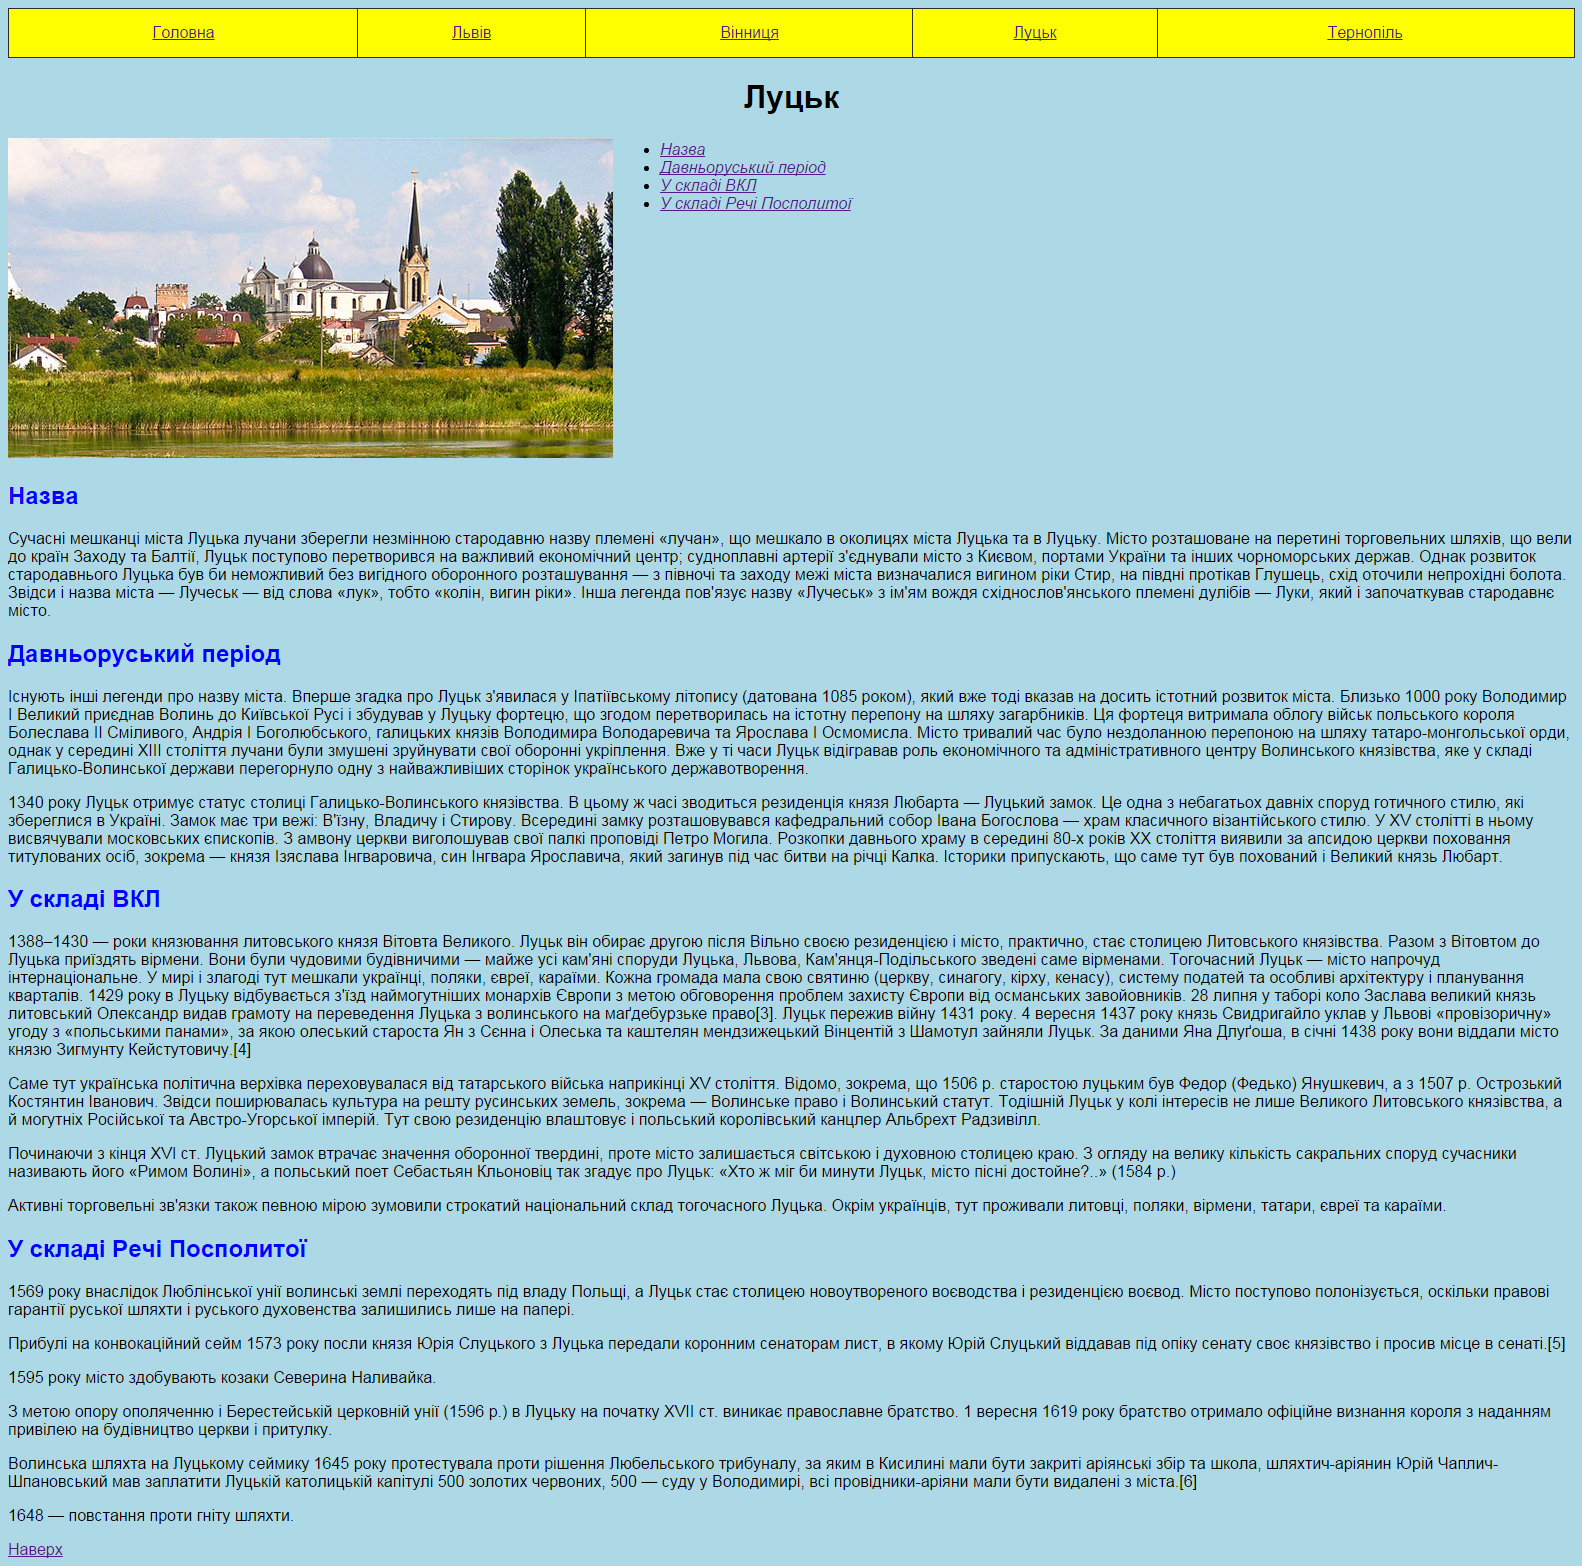 Головна Львів Вінниця Луцьк Тернопіль
Луцьк
Назва
Давньоруський період
У складі ВКЛ
У складі Речі Посполитої
Назва
Сучасні мешканці міста Луцька лучани зберегли незмінною стародавню назву племені «лучан», що мешкало в околицях міста Луцька та в Луцьку. Місто розташоване на перетині торговельних шляхів, що вели
до країн Заходу та Балтії, Луцьк поступово перетворився на важливий економічний центр; судноплавні артерії з'єднували місто з Києвом, портами України та інших чорноморських держав. Однак розвиток
стародавнього Луцька був би неможливий без вигідного оборонного розташування — з півночі та заходу межі міста визначалися вигином ріки Стир, на півдні протікав Глушець, схід оточили непрохідні болота.
Звідси і назва міста — Лучеськ — від слова «лук», тобто «колін, вигин ріки». Інша легенда пов'язує назву «Лучеськ» з ім'ям вождя східнослов'янського племені дулібів — Луки, який і започаткував стародавнє
місто.
Давньоруський період
Існують інші легенди про назву міста. Вперше згадка про Луцьк з'явилася у Іпатіївському літопису (датована 1085 роком), який вже тоді вказав на досить істотний розвиток міста. Близько 1000 року Володимир
І Великий приєднав Волинь до Київської Русі і збудував у Луцьку фортецю, що згодом перетворилась на істотну перепону на шляху загарбників. Ця фортеця витримала облогу військ польського короля
Болеслава ІІ Сміливого, Андрія І Боголюбського, галицьких князів Володимира Володаревича та Ярослава І Осмомисла. Місто тривалий час було нездоланною перепоною на шляху татаро-монгольської орди,
однак у середині XIII століття лучани були змушені зруйнувати свої оборонні укріплення. Вже у ті часи Луцьк відігравав роль економічного та адміністративного центру Волинського князівства, яке у складі
Галицько-Волинської держави перегорнуло одну з найважливіших сторінок українського державотворення.
1340 року Луцьк отримує статус столиці Галицько-Волинського князівства. В цьому ж часі зводиться резиденція князя Любарта — Луцький замок. Це одна з небагатьох давніх споруд готичного стилю, які
збереглися в Україні. Замок має три вежі: В'їзну, Владичу і Стирову. Всередині замку розташовувався кафедральний собор Івана Богослова — храм класичного візантійського стилю. У XV столітті в ньому
висвячували московських єпископів. З амвону церкви виголошував свої палкі проповіді Петро Могила. Розкопки давнього храму в середині 80-х років XX століття виявили за апсидою церкви поховання
титулованих осіб, зокрема — князя Ізяслава Інгваровича, син Інгвара Ярославича, який загинув під час битви на річці Калка. Історики припускають, що саме тут був похований і Великий князь Любарт.
У складі ВКЛ
1388–1430 — роки князювання литовського князя Вітовта Великого. Луцьк він обирає другою після Вільно своєю резиденцією і місто, практично, стає столицею Литовського князівства. Разом з Вітовтом до
Луцька приїздять вірмени. Вони були чудовими будівничими — майже усі кам'яні споруди Луцька, Львова, Кам'янця-Подільського зведені саме вірменами. Тогочасний Луцьк — місто напрочуд
інтернаціональне. У мирі і злагоді тут мешкали українці, поляки, євреї, караїми. Кожна громада мала свою святиню (церкву, синагогу, кірху, кенасу), систему податей та особливі архітектуру і планування
кварталів. 1429 року в Луцьку відбувається з'їзд наймогутніших монархів Європи з метою обговорення проблем захисту Європи від османських завойовників. 28 липня у таборі коло Заслава великий князь
литовський Олександр видав грамоту на переведення Луцька з волинського на маґдебурзьке право[3]. Луцьк пережив війну 1431 року. 4 вересня 1437 року князь Свидригайло уклав у Львові «провізоричну»
угоду з «польськими панами», за якою олеський староста Ян з Сєнна і Олеська та каштелян мендзижецький Вінцентій з Шамотул зайняли Луцьк. За даними Яна Длуґоша, в січні 1438 року вони віддали місто
князю Зигмунту Кейстутовичу.[4]
Саме тут українська політична верхівка переховувалася від татарського війська наприкінці XV століття. Відомо, зокрема, що 1506 р. старостою луцьким був Федор (Федько) Янушкевич, а з 1507 р. Острозький
Костянтин Іванович. Звідси поширювалась культура на решту русинських земель, зокрема — Волинське право і Волинський статут. Тодішній Луцьк у колі інтересів не лише Великого Литовського князівства, а
й могутніх Російської та Австро-Угорської імперій. Тут свою резиденцію влаштовує і польський королівський канцлер Альбрехт Радзивілл.
Починаючи з кінця XVI ст. Луцький замок втрачає значення оборонної твердині, проте місто залишається світською і духовною столицею краю. З огляду на велику кількість сакральних споруд сучасники
називають його «Римом Волині», а польський поет Себастьян Кльоновіц так згадує про Луцьк: «Хто ж міг би минути Луцьк, місто пісні достойне?..» (1584 р.)
Активні торговельні зв'язки також певною мірою зумовили строкатий національний склад тогочасного Луцька. Окрім українців, тут проживали литовці, поляки, вірмени, татари, євреї та караїми.
У складі Речі Посполитої
1569 року внаслідок Люблінської унії волинські землі переходять під владу Польщі, а Луцьк стає столицею новоутвореного воєводства і резиденцією воєвод. Місто поступово полонізується, оскільки правові
гарантії руської шляхти і руського духовенства залишились лише на папері.
Прибулі на конвокаційний сейм 1573 року посли князя Юрія Слуцького з Луцька передали коронним сенаторам лист, в якому Юрій Слуцький віддавав під опіку сенату своє князівство і просив місце в сенаті.[5]
1595 року місто здобувають козаки Северина Наливайка.
З метою опору ополяченню і Берестейській церковній унії (1596 р.) в Луцьку на початку XVII ст. виникає православне братство. 1 вересня 1619 року братство отримало офіційне визнання короля з наданням
привілею на будівництво церкви і притулку.
Волинська шляхта на Луцькому сеймику 1645 року протестувала проти рішення Любельського трибуналу, за яким в Кисилині мали бути закриті аріянські збір та школа, шляхтич-аріянин Юрій Чаплич-
Шпановський мав заплатити Луцькій католицькій капітулі 500 золотих червоних, 500 — суду у Володимирі, всі провідники-аріяни мали бути видалені з міста.[6]
1648 — повстання проти гніту шляхти.
Наверх